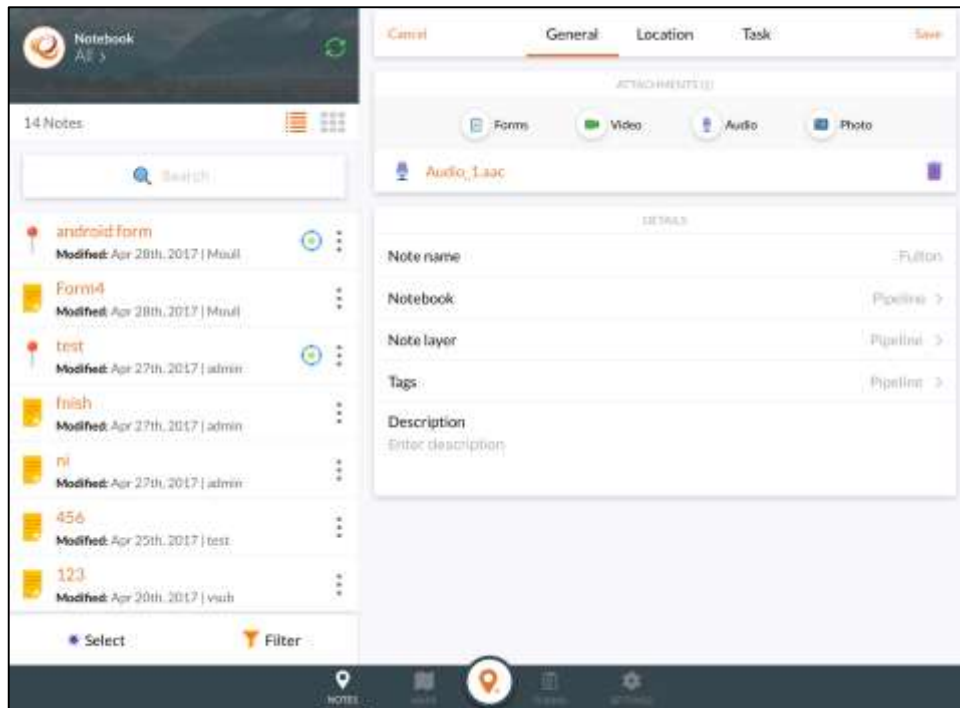 Notebook
All >
14 Notes
Search
android form
Modified: Apr 28th, 2017 | Moull
Form4
Modified: Apr 28th, 2017 | Moull
test
Modified: Apr 27th, 2017 | admin
fnish
Modified: Apr 27th, 2017 | admin
ni
Modified: Apr 27th, 2017 | admin
456
Modified: Apr 25th, 2017 | test
123
Modified: Apr 20th, 2017 | vsub
Select Filter
Cancel General Location Task Save
ATTACHMENTS (1)
Forms Video Audio Photo
Audio_1.aac
DETAILS
Note name Fulton
Notebook Pipeline >
Note layer Pipeline >
Tags Pipeline >
Description
Enter description
NOTES SETTINGS